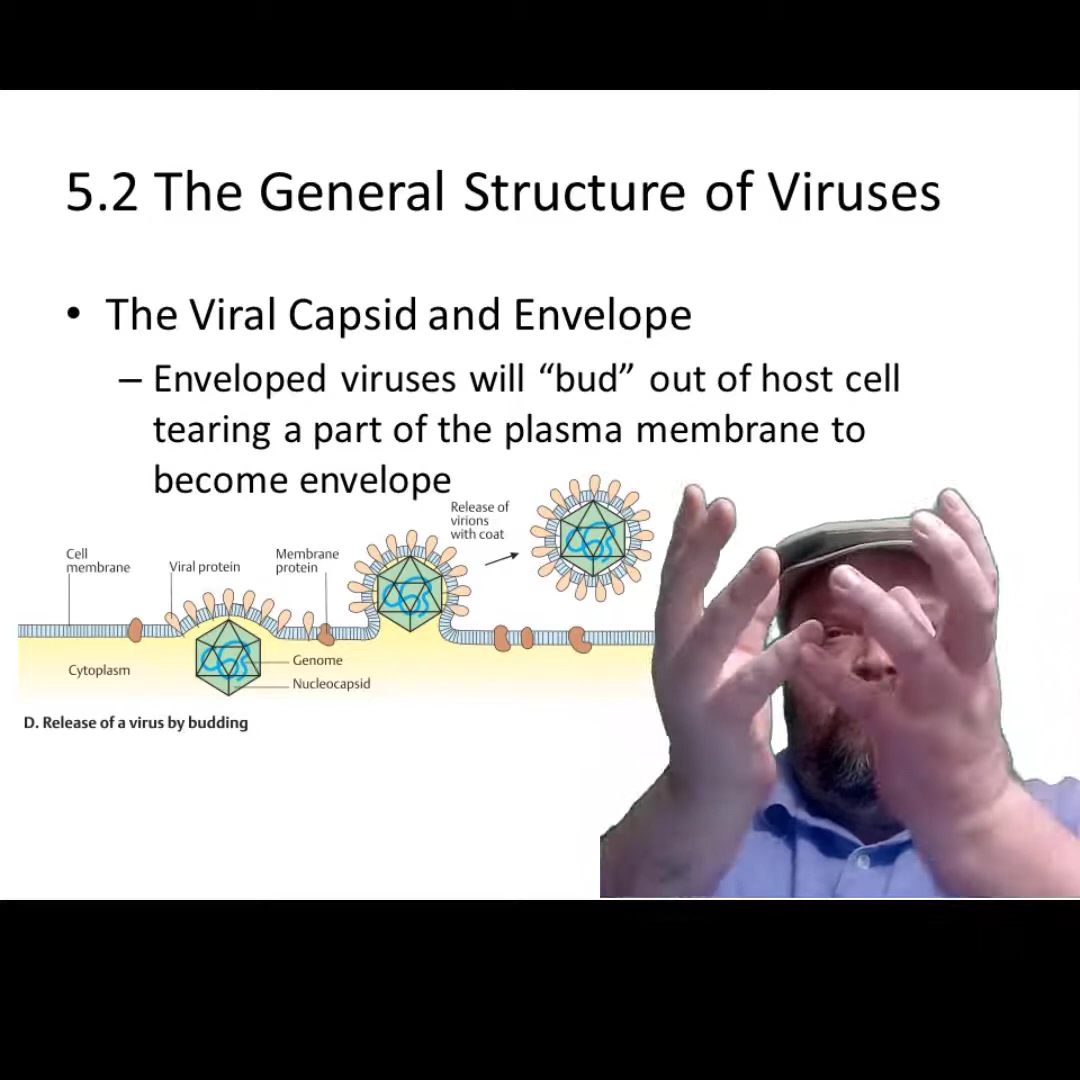 5.2 The General Structure of Viruses
• The Viral Capsid and Envelope
– Enveloped viruses will “bud” out of host cell
tearing a part of the plasma membrane to
become envelope
Release of
virions
with coat
Cell
membrane
Viral protein
Membrane
protein
Genome
Cytoplasm
Nucleocapsid
D. Release of a virus by budding